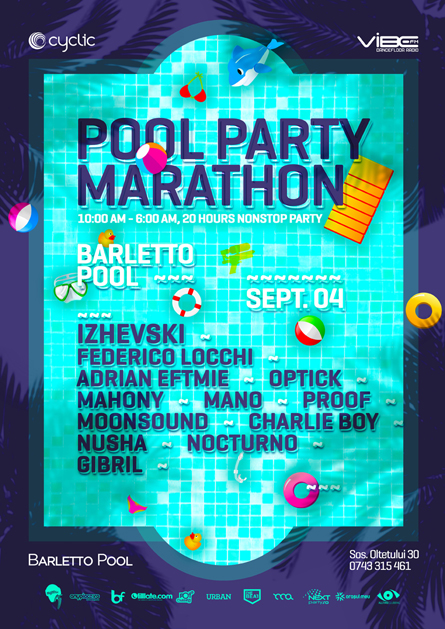 cyclic
ViBE FM
DANCEFLOOR RADIO
POOL PARTY
MARATHON
10:00 AM - 6:00 AM, 20 HOURS NONSTOP PARTY
BARLETTO
POOL ~~~
~~~~~~~
SEPT. 04
~~~
IZHEVSKI ~
FEDERICO LOCCHI ~
ADRIAN EFTMIE ~ OPTICK ~
MAHONY ~ MANO ~ PROOF ~
MOONSOUND ~ CHARLIE BOY ~
NUSHA ~ NOCTURNO ~
GIBRIL ~
~~~
BARLETTO POOL
Sos. Oltetului 30
0743 315 461
bf
URBAN
NEXT